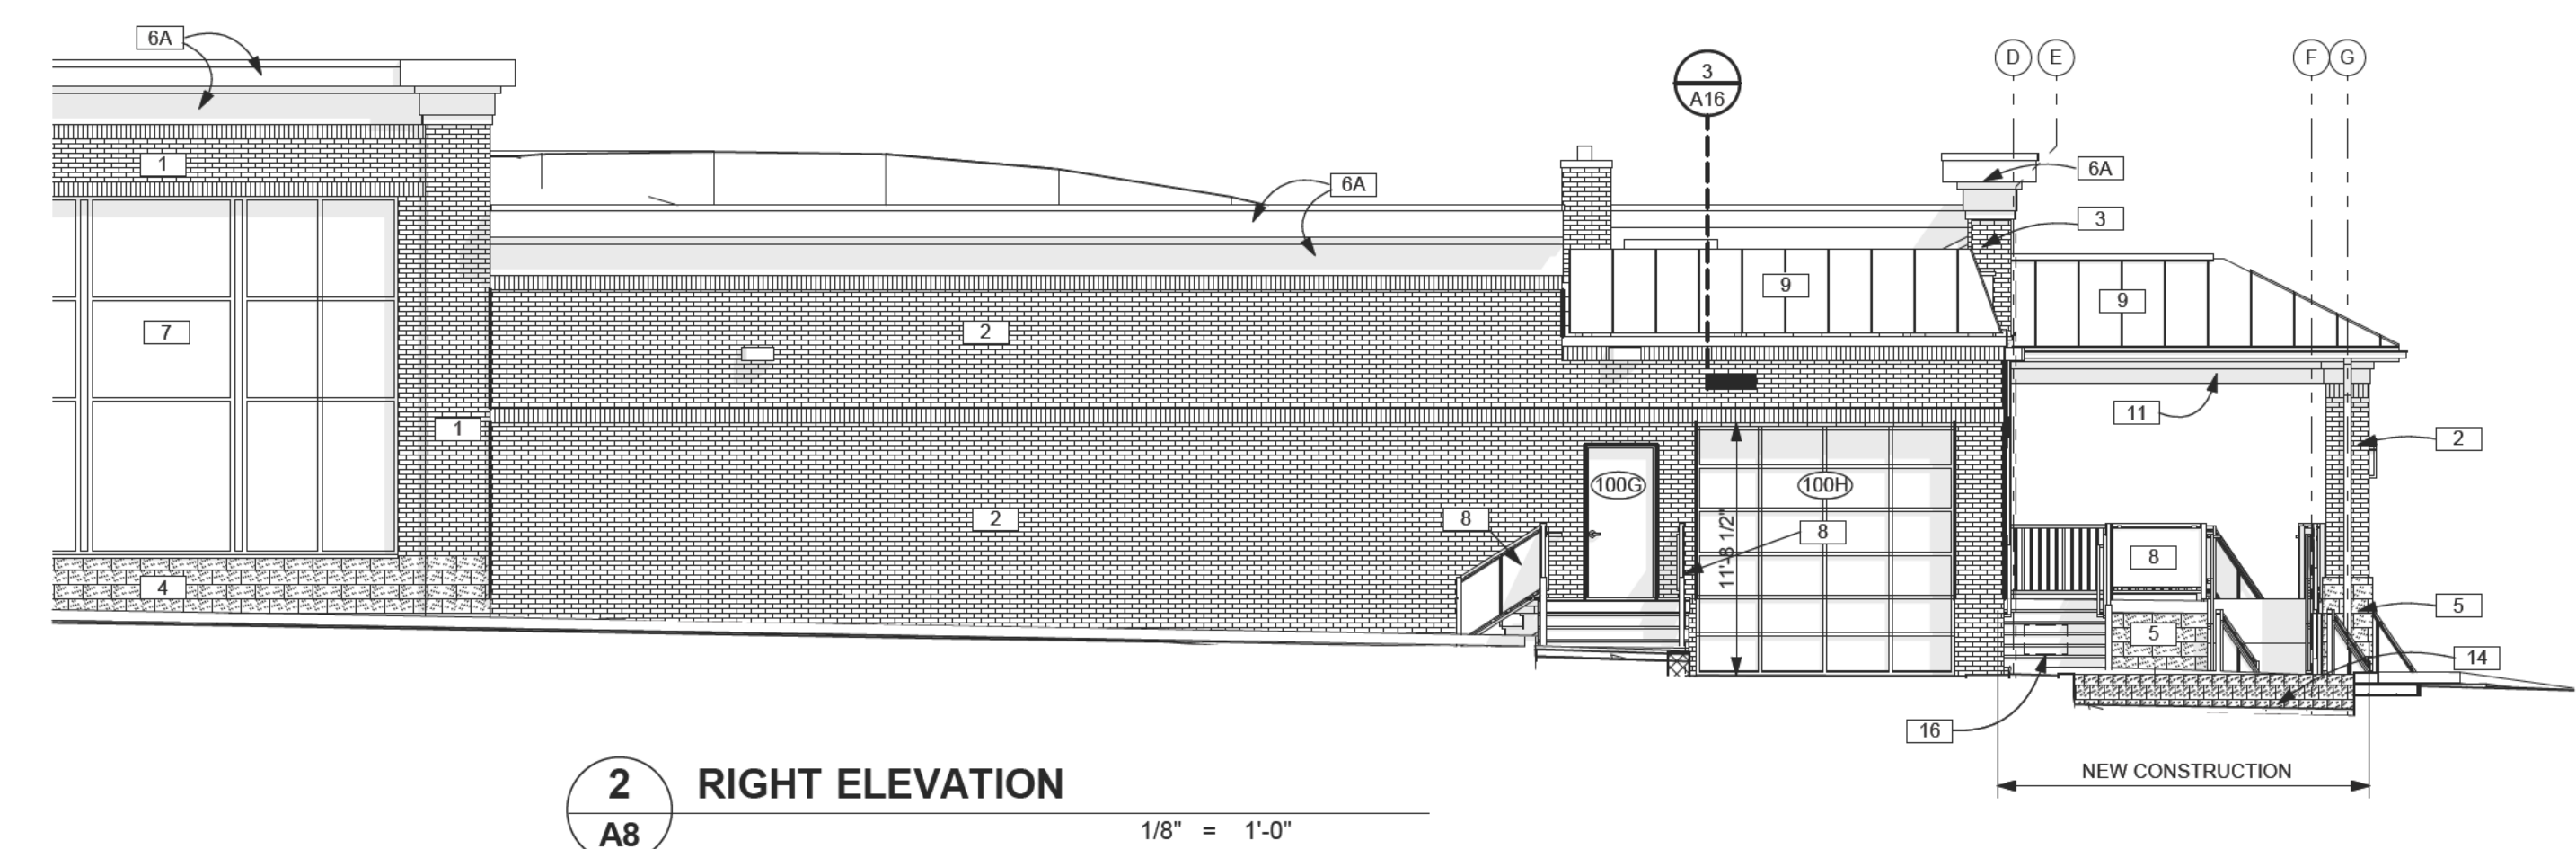 6A
D E F G
3
A16
1
6A
6A
3
7
2
9
9
11
1
2
100G
100H
2
8
8
11'-8 1/2"
8
4
5
5
14
16
NEW CONSTRUCTION
2
A8
RIGHT ELEVATION
1/8" = 1'-0"